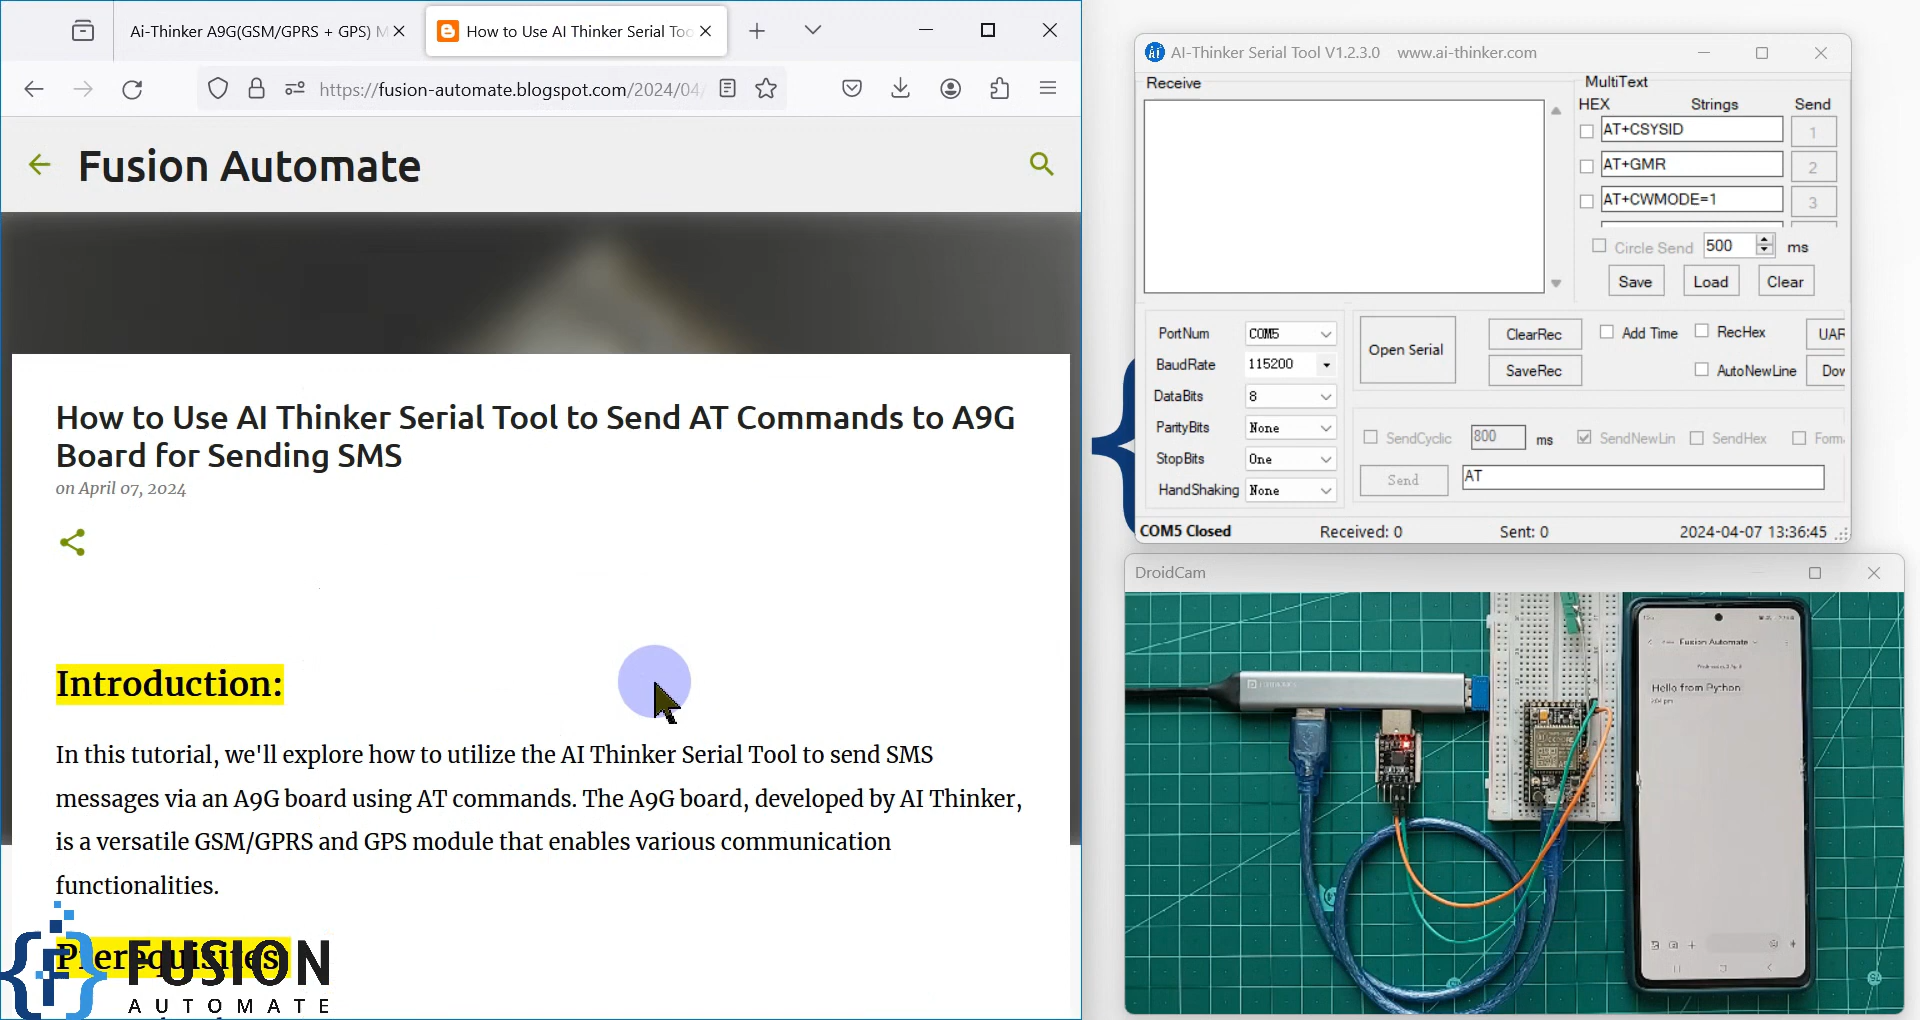 Ai-Thinker A9G(GSM/GPRS + GPS) M
How to Use AI Thinker Serial Too
https://fusion-automate.blogspot.com/2024/04/
Fusion Automate
How to Use AI Thinker Serial Tool to Send AT Commands to A9G
Board for Sending SMS
on April 07, 2024
Introduction:
In this tutorial, we'll explore how to utilize the AI Thinker Serial Tool to send SMS
messages via an A9G board using AT commands. The A9G board, developed by AI Thinker,
is a versatile GSM/GPRS and GPS module that enables various communication
functionalities.
Prerequisites:
FUSION
AUTOMATE
AI-Thinker Serial Tool V1.2.3.0 www.ai-thinker.com
Receive
MultiText
HEX Strings Send
AT+CSYSID 1
AT+GMR 2
AT+CWMODE=1 3
Circle Send 500 ms
Save Load Clear
PortNum COM5
BaudRate 115200
DataBits 8
ParityBits None
StopBits One
HandShaking None
Open Serial
ClearRec Add Time RecHex UAR
SaveRec AutoNewLine Dow
SendCyclic 800 ms SendNewLin SendHex Form
Send AT
COM5 Closed Received: 0 Sent: 0 2024-04-07 13:36:45
DroidCam
Fusion Automate
Hello from Python